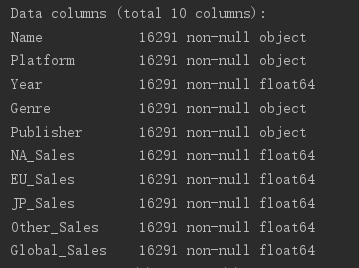 Data columns (total 10 columns):
Name 16291 non-null object
Platform 16291 non-null object
Year 16291 non-null float64
Genre 16291 non-null object
Publisher 16291 non-null object
NA_Sales 16291 non-null float64
EU_Sales 16291 non-null float64
JP_Sales 16291 non-null float64
Other_Sales 16291 non-null float64
Global_Sales 16291 non-null float64